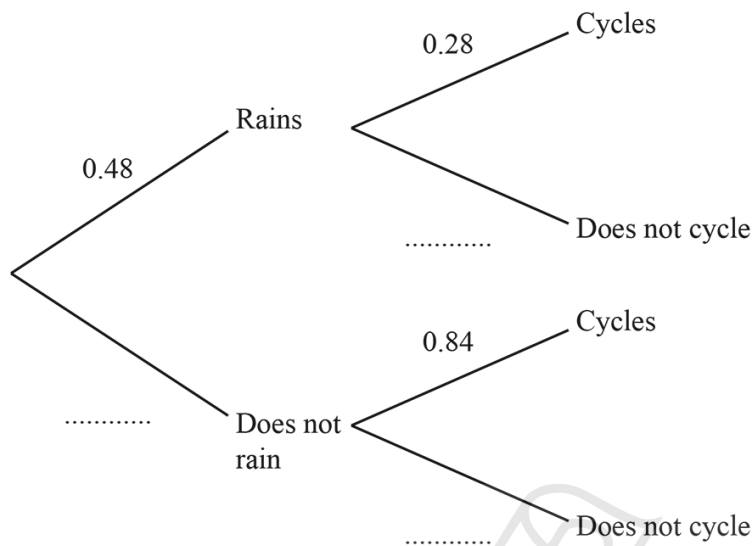 Cycles
0.28
Rains
0.48
Does not cycle
............
Cycles
0.84
............
Does not
rain
Does not cycle
............